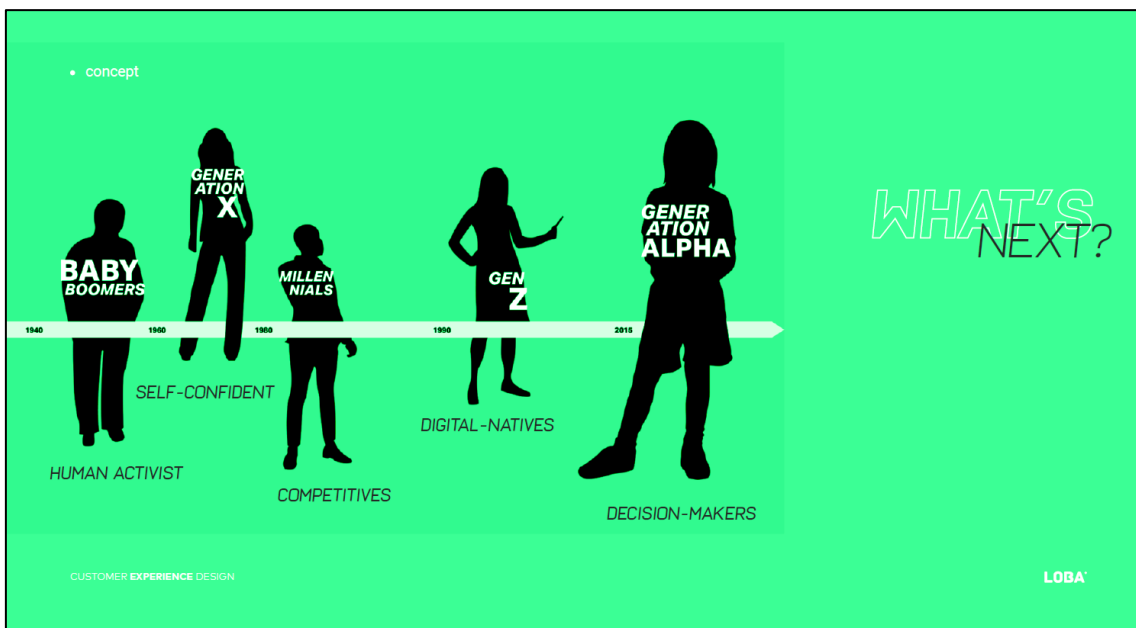 concept
GENER
ATION
X
BABY
BOOMERS
MILLEN
NIALS
GEN
Z
GENER
ATION
ALPHA
WHAT'S
NEXT?
1940 1960 1980 1990 2015
SELF-CONFIDENT
DIGITAL-NATIVES
HUMAN ACTIVIST
COMPETITIVES
DECISION-MAKERS
CUSTOMER EXPERIENCE DESIGN
LOBA